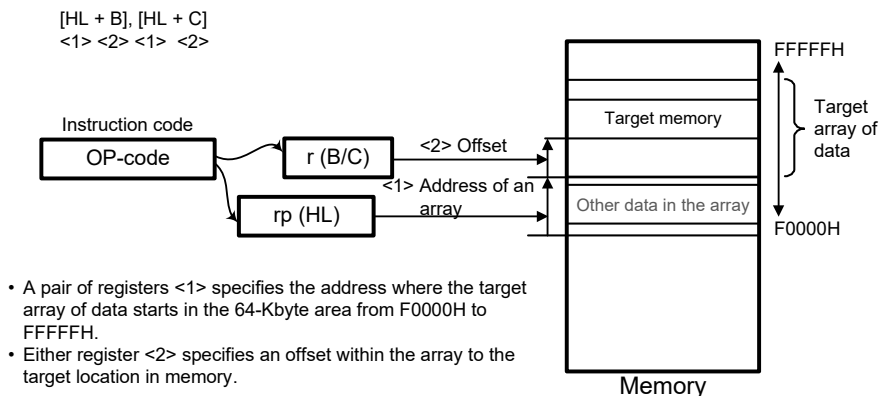 [HL + B], [HL + C]
<1> <2> <1> <2>
Instruction code
OP-code
r (B/C)
rp (HL)
<2> Offset
<1> Address of an
array
FFFFFH
Target memory
Target
array of
data
Other data in the array
F0000H
• A pair of registers <1> specifies the address where the target
array of data starts in the 64-Kbyte area from F0000H to
FFFFFH.
• Either register <2> specifies an offset within the array to the
target location in memory.
Memory